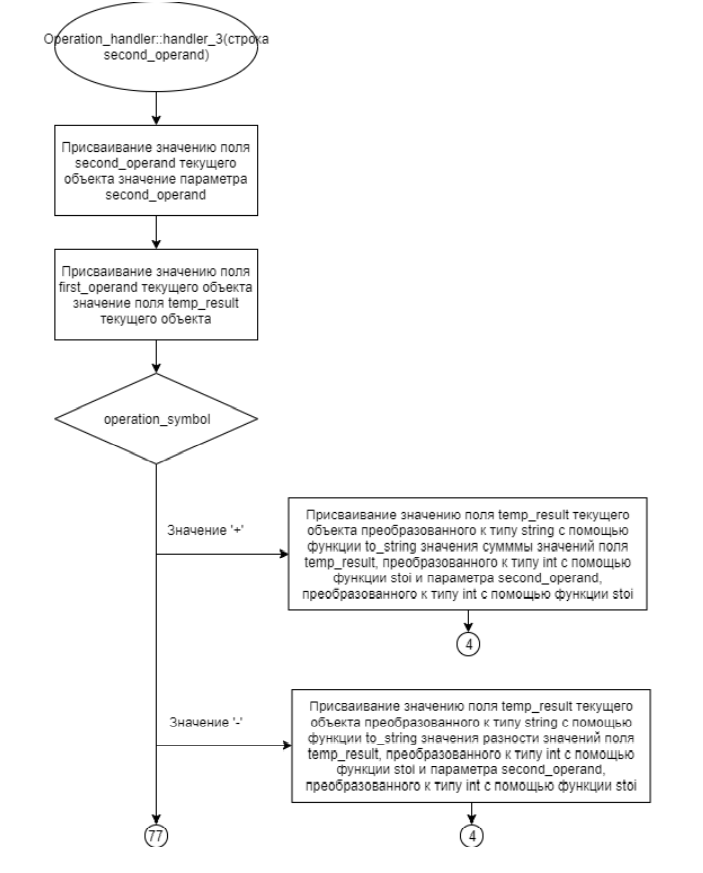 Operation_handler::handler_3(строка
second_operand)
Присваивание значению поля
second_operand текущего
объекта значение параметра
second_operand
Присваивание значению поля
first_operand текущего объекта
значение поля temp_result
текущего объекта
operation_symbol
Значение '+'
Присваивание значению поля temp_result текущего
объекта преобразованного к типу string с помощью
функции to_string значения сумммы значений поля
temp_result, преобразованного к типу int с помощью
функции stoi и параметра second_operand,
преобразованного к типу int с помощью функции stoi
4
Значение '-'
Присваивание значению поля temp_result текущего
объекта преобразованного к типу string с помощью
функции to_string значения разности значений поля
temp_result, преобразованного к типу int с помощью
функции stoi и параметра second_operand,
преобразованного к типу int с помощью функции stoi
77
4